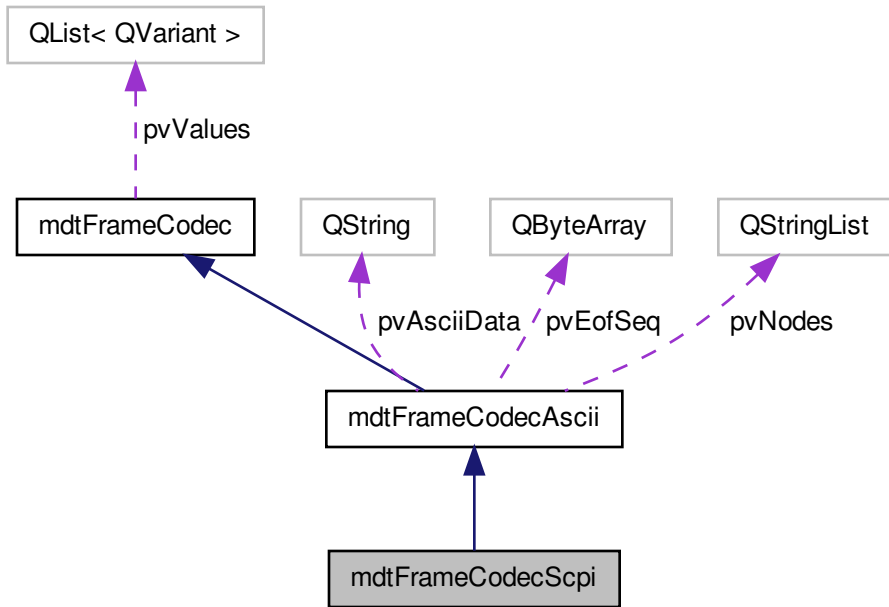 QList< QVariant >
pvValues
mdtFrameCodec
QString
QByteArray
QStringList
pvAsciiData
pvEofSeq
pvNodes
mdtFrameCodecAscii
mdtFrameCodecScpi